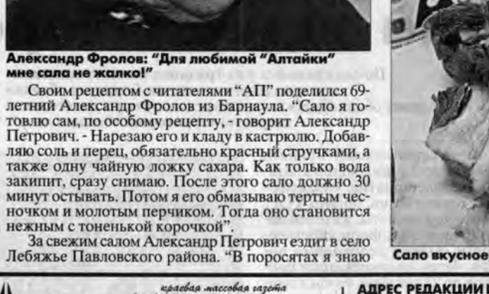 Александр Фролов: “Для любимой “Алтайки”
мне сала не жалко!”
Своим рецептом с читателями “АП” поделился 69-
летний Александр Фролов из Барнаула. “Сало я го-
товлю сам, по особому рецепту, - говорит Александр
Петрович. - Нарезаю его и кладу в кастрюлю. Добав-
ляю соль и перец, обязательно красный стручками, а
также одну чайную ложку сахара. Как только вода
закипит, сразу снимаю. После этого сало должно 30
минут остывать. Потом я его обмазываю тертым чес-
ночком и молотым перчиком. Тогда оно становится
нежным с тоненькой корочкой”.
За свежим салом Александр Петрович ездит в село
Лебяжье Павловского района. “В поросятах я знаю
Сало вкусное
краевая массовая газета
АДРЕС РЕДАКЦИИ